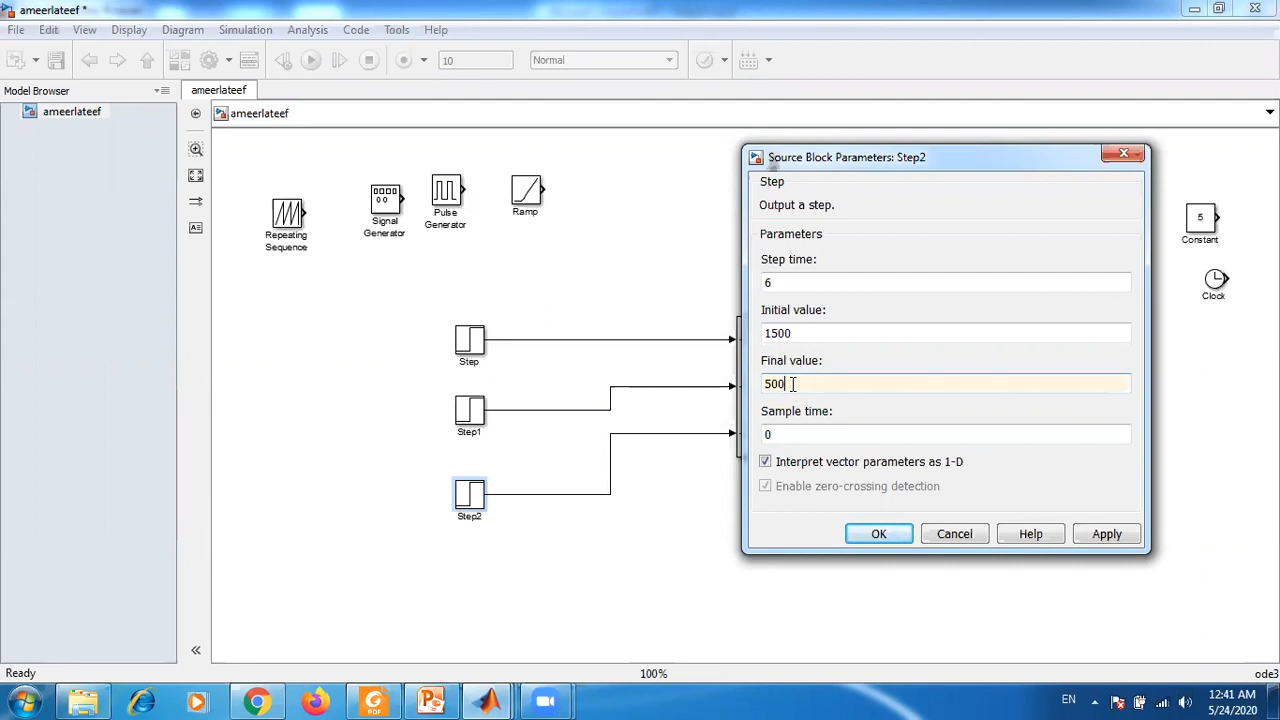 ameerlateef *
File Edit View Display Diagram Simulation Analysis Code Tools Help
10
Normal
Model Browser
ameerlateef
ameerlateef
ameerlateef
Source Block Parameters: Step2
Step
Output a step.
Parameters
Step time:
6
Initial value:
1500
Final value:
500
Sample time:
0
Interpret vector parameters as 1-D
Enable zero-crossing detection
OK Cancel Help Apply
Repeating
Sequence
Signal
Generator
Pulse
Generator
Ramp
5
Constant
Clock
Step
Step1
Step2
Ready
100%
ode3
PDF
EN
12:41 AM
5/24/2020